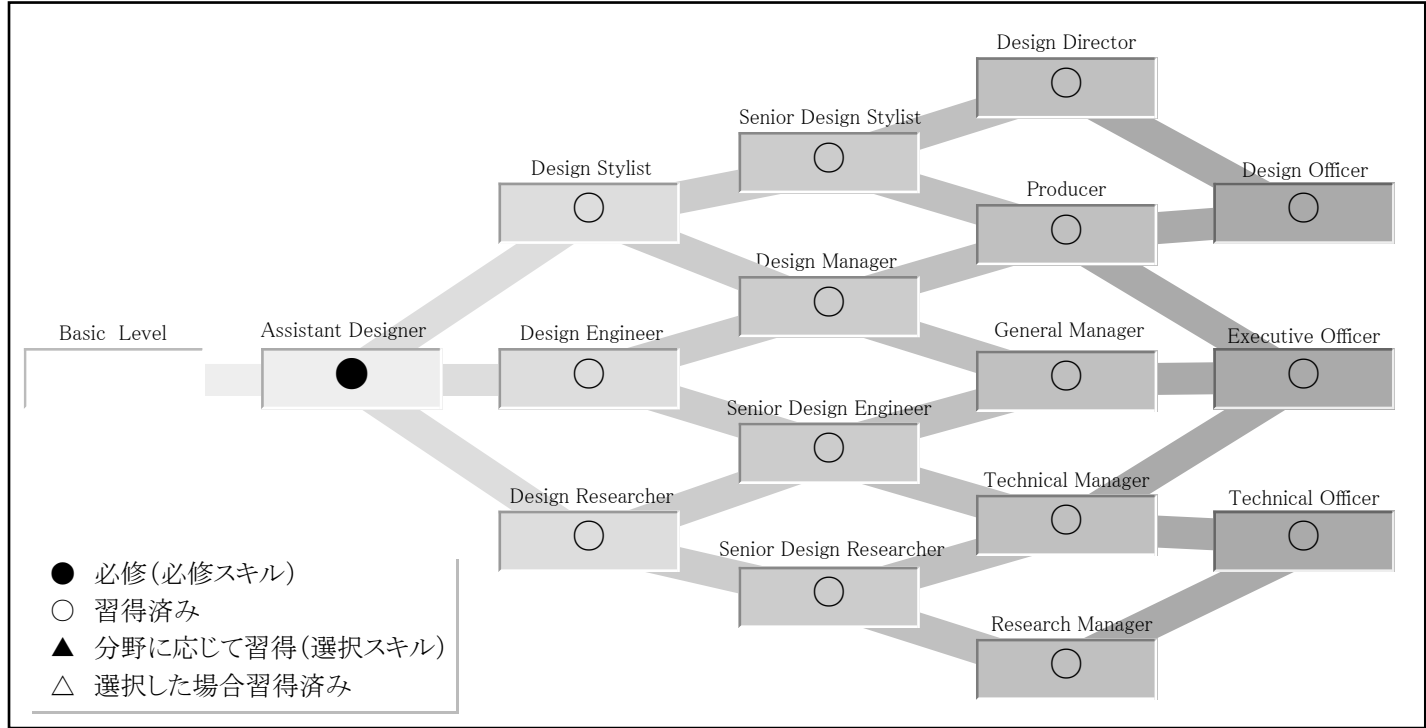 Design Director
Senior Design Stylist
Design Stylist
Producer
Design Officer
Design Manager
Basic Level
Assistant Designer
Design Engineer
General Manager
Executive Officer
Senior Design Engineer
Design Researcher
Technical Manager
Technical Officer
Senior Design Researcher
Research Manager
● 必修(必修スキル)
○ 習得済み
▲ 分野に応じて習得(選択スキル)
△ 選択した場合習得済み